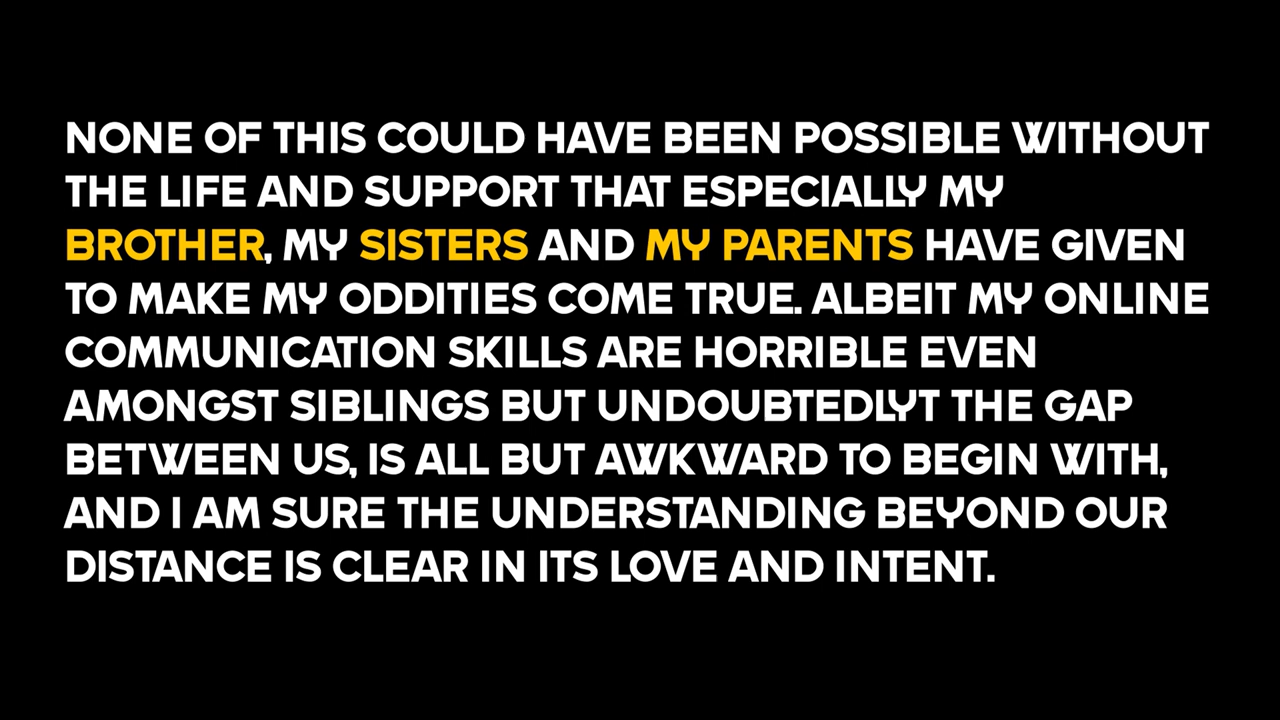 NONE OF THIS COULD HAVE BEEN POSSIBLE WITHOUT
THE LIFE AND SUPPORT THAT ESPECIALLY MY
BROTHER, MY SISTERS AND MY PARENTS HAVE GIVEN
TO MAKE MY ODDITIES COME TRUE. ALBEIT MY ONLINE
COMMUNICATION SKILLS ARE HORRIBLE EVEN
AMONGST SIBLINGS BUT UNDOUBTEDLYT THE GAP
BETWEEN US, IS ALL BUT AWKWARD TO BEGIN WITH,
AND I AM SURE THE UNDERSTANDING BEYOND OUR
DISTANCE IS CLEAR IN ITS LOVE AND INTENT.